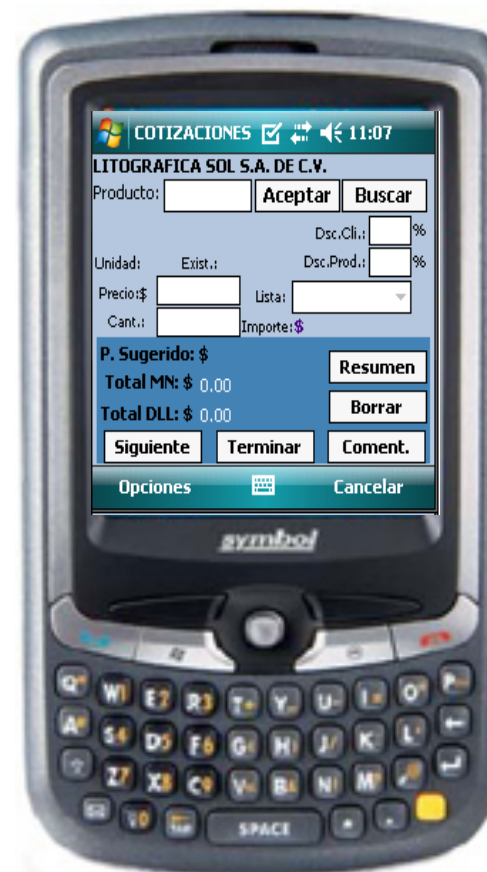 COTIZACIONES 11:07
LITOGRAFICA SOL S.A. DE C.V.
Producto: Aceptar Buscar
Dsc.Cli.: %
Unidad: Exist.: Dsc.Prod.: %
Precio:$ Lista:
Cant.: Importe:$
P. Sugerido: $
Resumen
Total MN: $ 0.00
Borrar
Total DLL: $ 0.00
Siguiente Terminar Coment.
Opciones Cancelar
symbol
Q W E R T Y U I O P
A S D F G H J K L
Z X C V B N M
SPACE